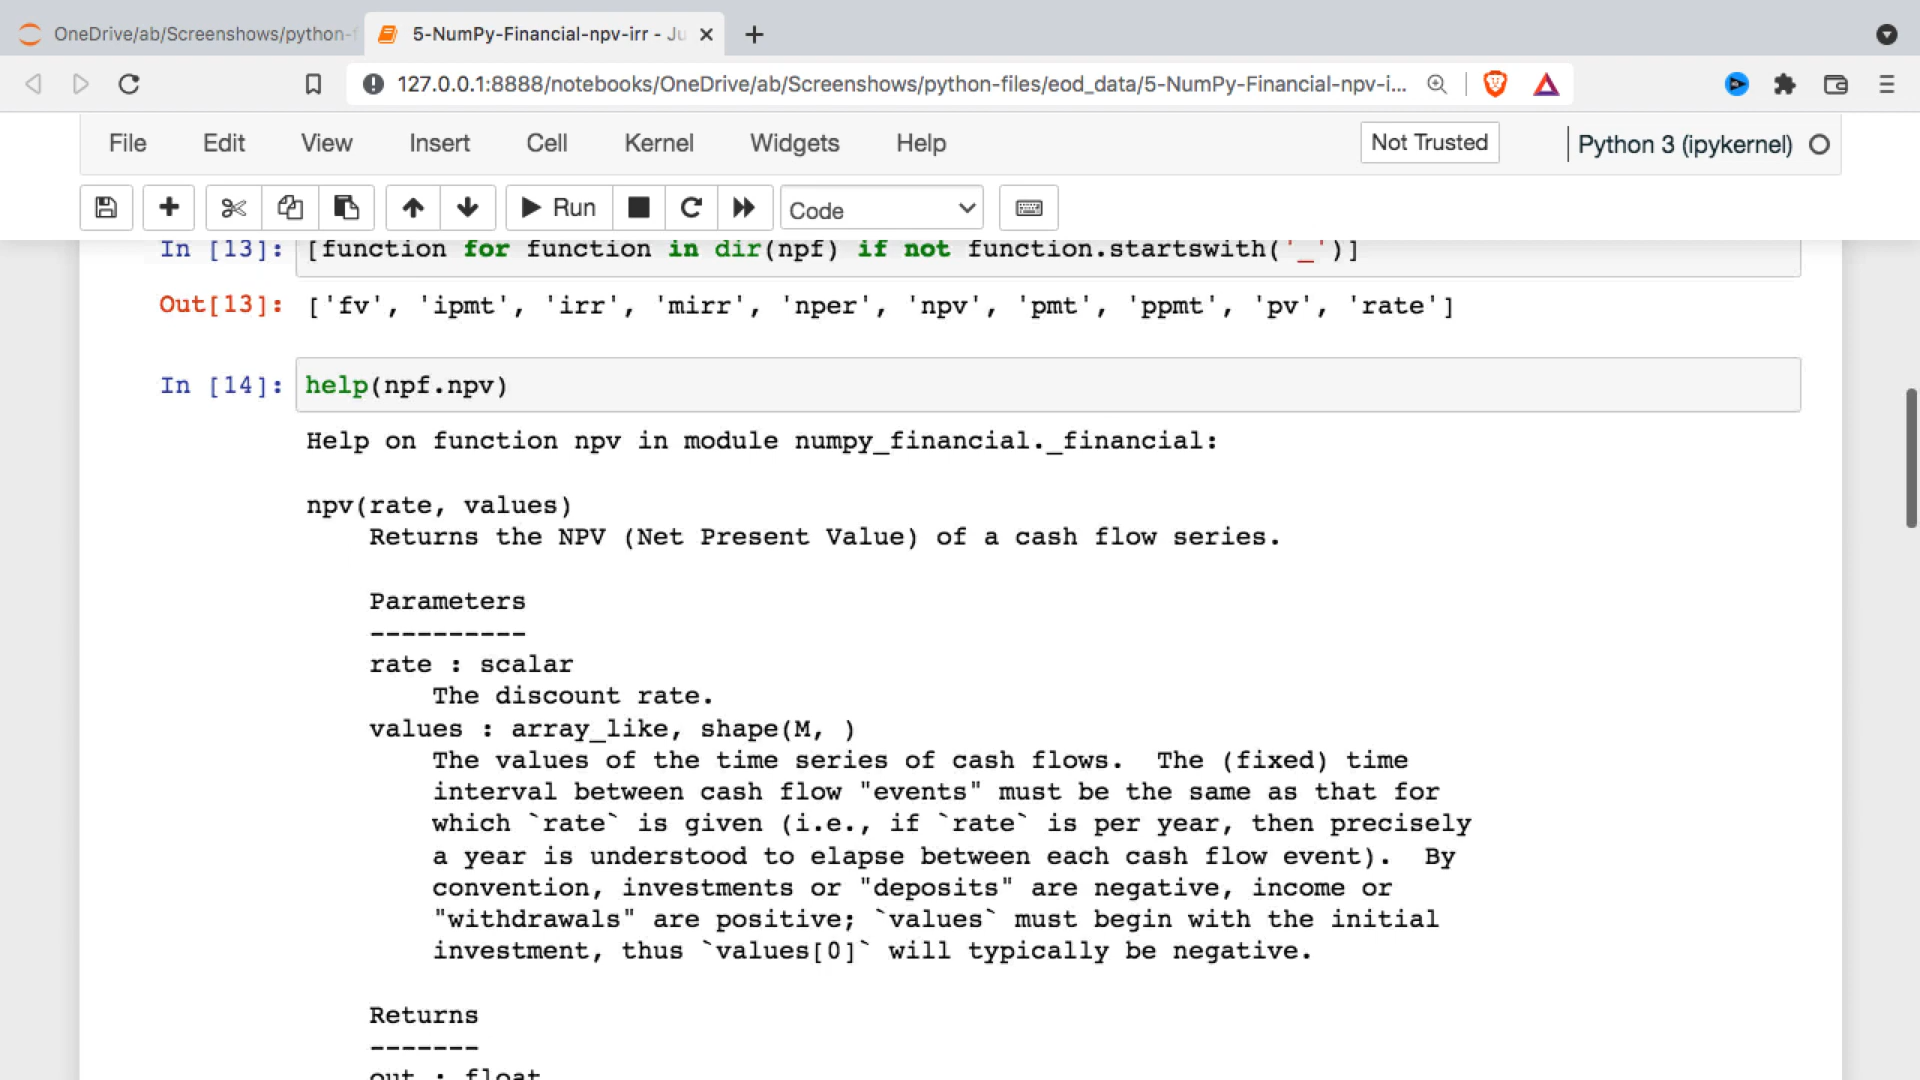 OneDrive/ab/Screenshows/python-f
5-NumPy-Financial-npv-irr - Ju
127.0.0.1:8888/notebooks/OneDrive/ab/Screenshows/python-files/eod_data/5-NumPy-Financial-npv-i...
File Edit View Insert Cell Kernel Widgets Help Not Trusted Python 3 (ipykernel)
Run Code
In [13]: [function for function in dir(npf) if not function.startswith('_')]
Out[13]: ['fv', 'ipmt', 'irr', 'mirr', 'nper', 'npv', 'pmt', 'ppmt', 'pv', 'rate']
In [14]: help(npf.npv)
Help on function npv in module numpy_financial._financial:
npv(rate, values)
Returns the NPV (Net Present Value) of a cash flow series.
Parameters
----------
rate : scalar
The discount rate.
values : array_like, shape(M, )
The values of the time series of cash flows.  The (fixed) time
interval between cash flow "events" must be the same as that for
which `rate` is given (i.e., if `rate` is per year, then precisely
a year is understood to elapse between each cash flow event).  By
convention, investments or "deposits" are negative, income or
"withdrawals" are positive; `values` must begin with the initial
investment, thus `values[0]` will typically be negative.
Returns
-------
out : float